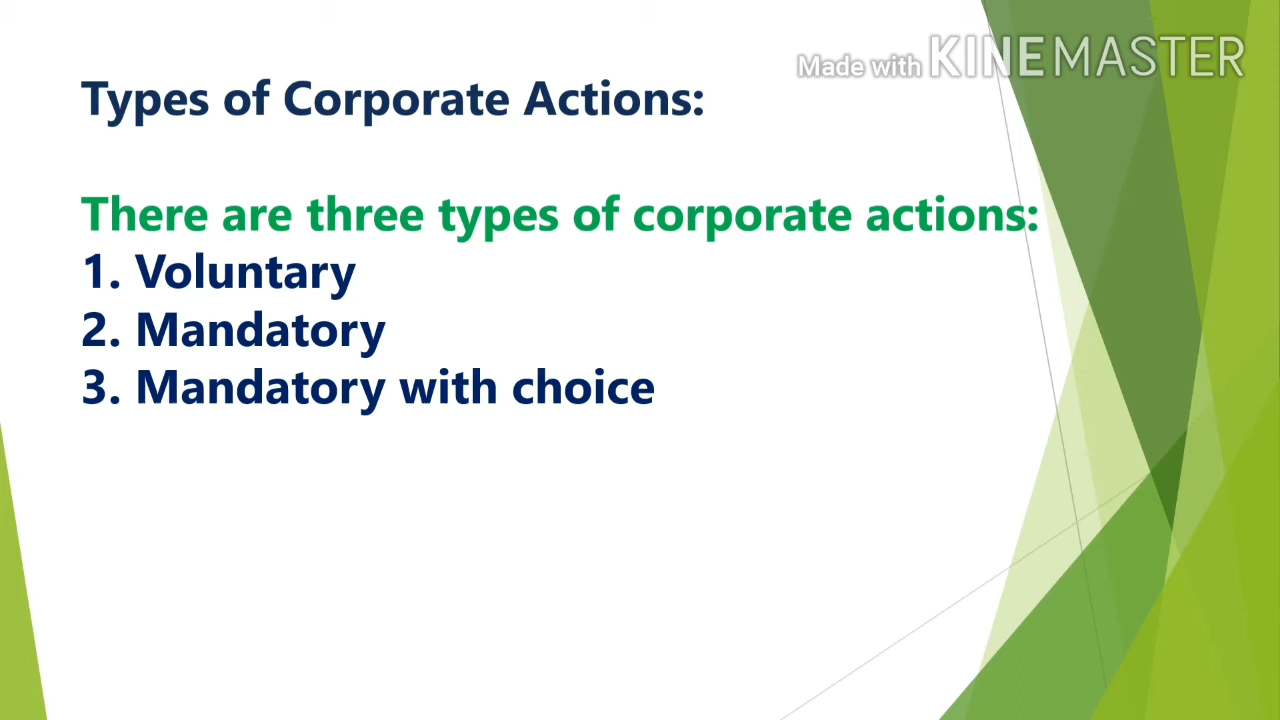 Made with KINEMASTER
Types of Corporate Actions:
There are three types of corporate actions:
1. Voluntary
2. Mandatory
3. Mandatory with choice